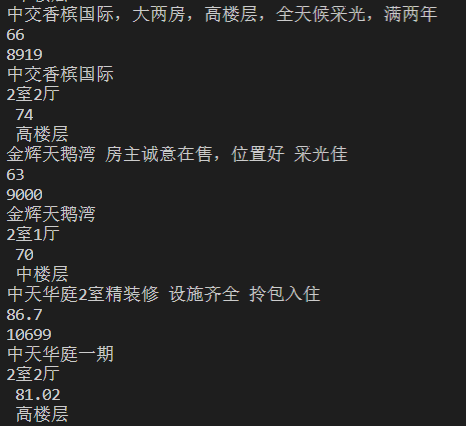 中交香槟国际，大两房，高楼层，全天候采光，满两年
66
8919
中交香槟国际
2室2厅
74
高楼层
金辉天鹅湾 房主诚意在售，位置好 采光佳
63
9000
金辉天鹅湾
2室1厅
70
中楼层
中天华庭2室精装修 设施齐全 拎包入住
86.7
10699
中天华庭一期
2室2厅
81.02
高楼层